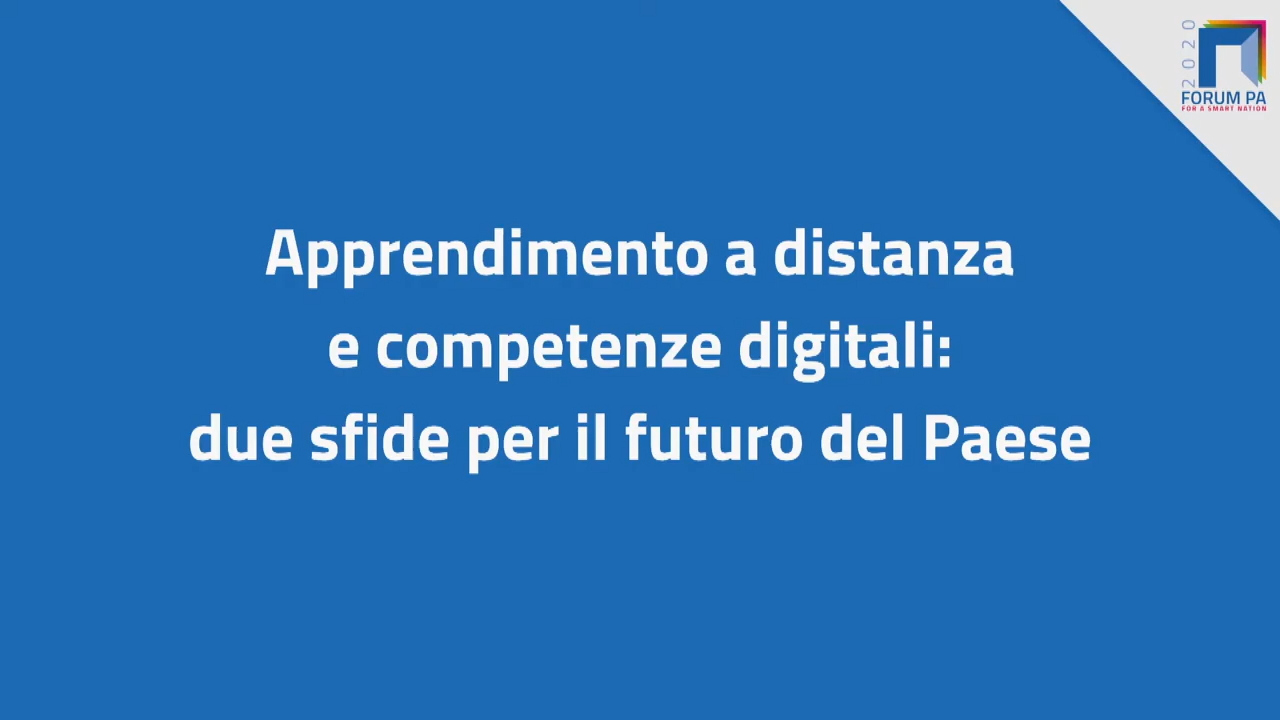 2020
FORUM PA
FOR A SMART NATION
Apprendimento a distanza
e competenze digitali:
due sfide per il futuro del Paese